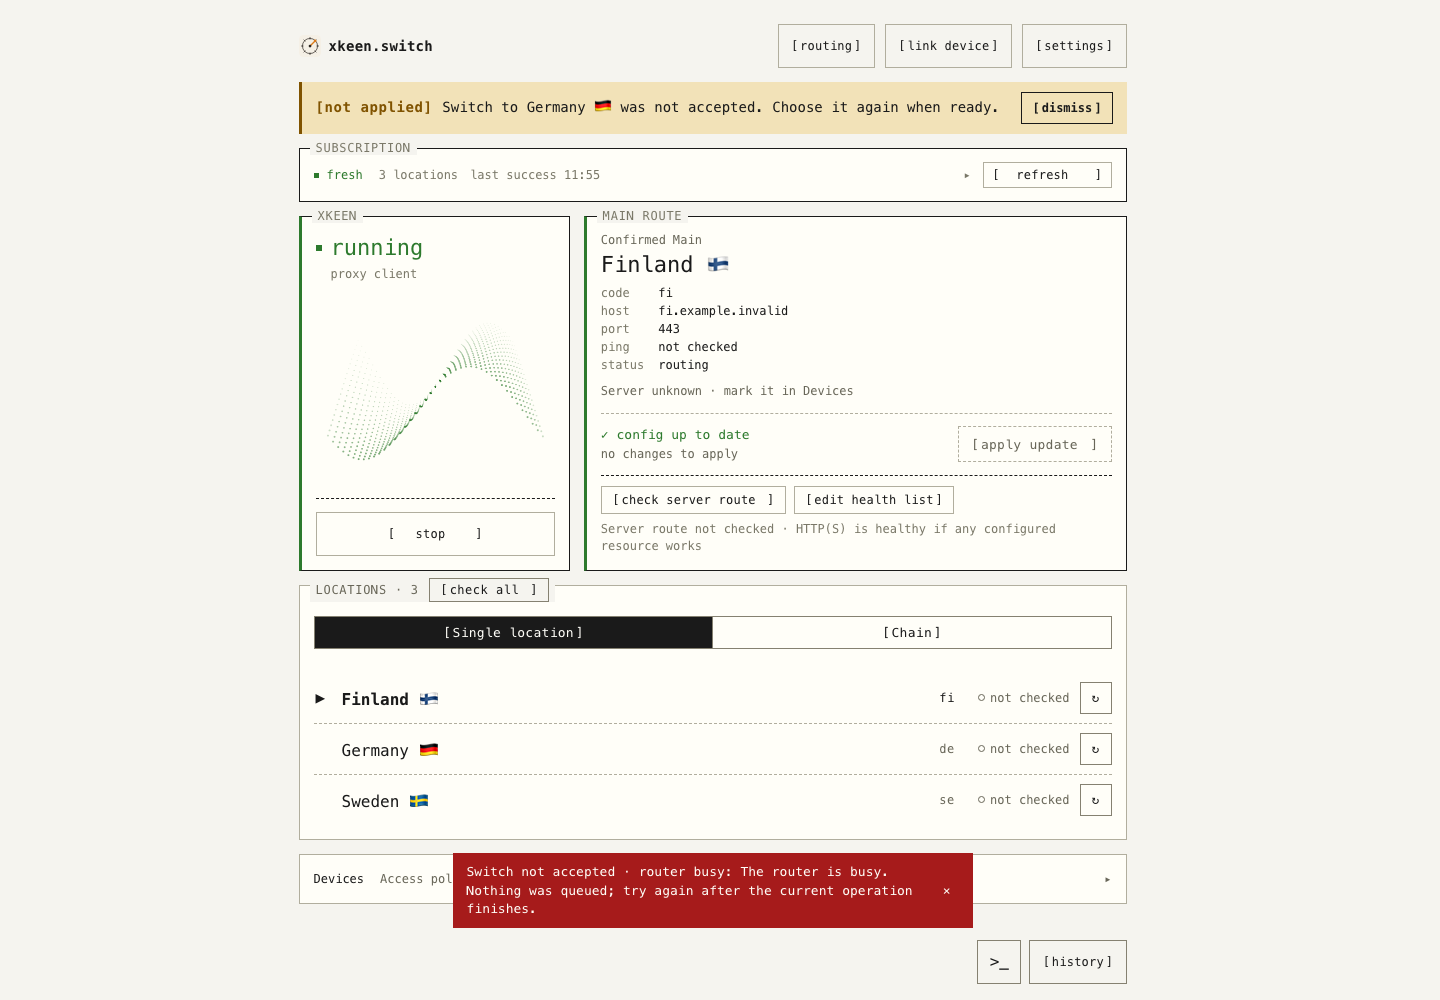 xkeen.switch
[routing] [link device] [settings]
[not applied] Switch to Germany 🇩🇪 was not accepted. Choose it again when ready. [dismiss]
SUBSCRIPTION
fresh 3 locations last success 11:55 ▸ [ refresh ]
XKEEN
running
proxy client
[ stop ]
MAIN ROUTE
Confirmed Main
Finland 🇫🇮
code fi
host fi.example.invalid
port 443
ping not checked
status routing
Server unknown · mark it in Devices
✓ config up to date
no changes to apply
[apply update ]
[check server route ] [edit health list]
Server route not checked · HTTP(S) is healthy if any configured
resource works
LOCATIONS · 3 [check all ]
[Single location] [Chain]
▶ Finland 🇫🇮 fi ○ not checked ↻
Germany 🇩🇪 de ○ not checked ↻
Sweden 🇸🇪 se ○ not checked ↻
Devices Access pol ▸
Switch not accepted · router busy: The router is busy.
Nothing was queued; try again after the current operation ×
finishes.
>_ [history]